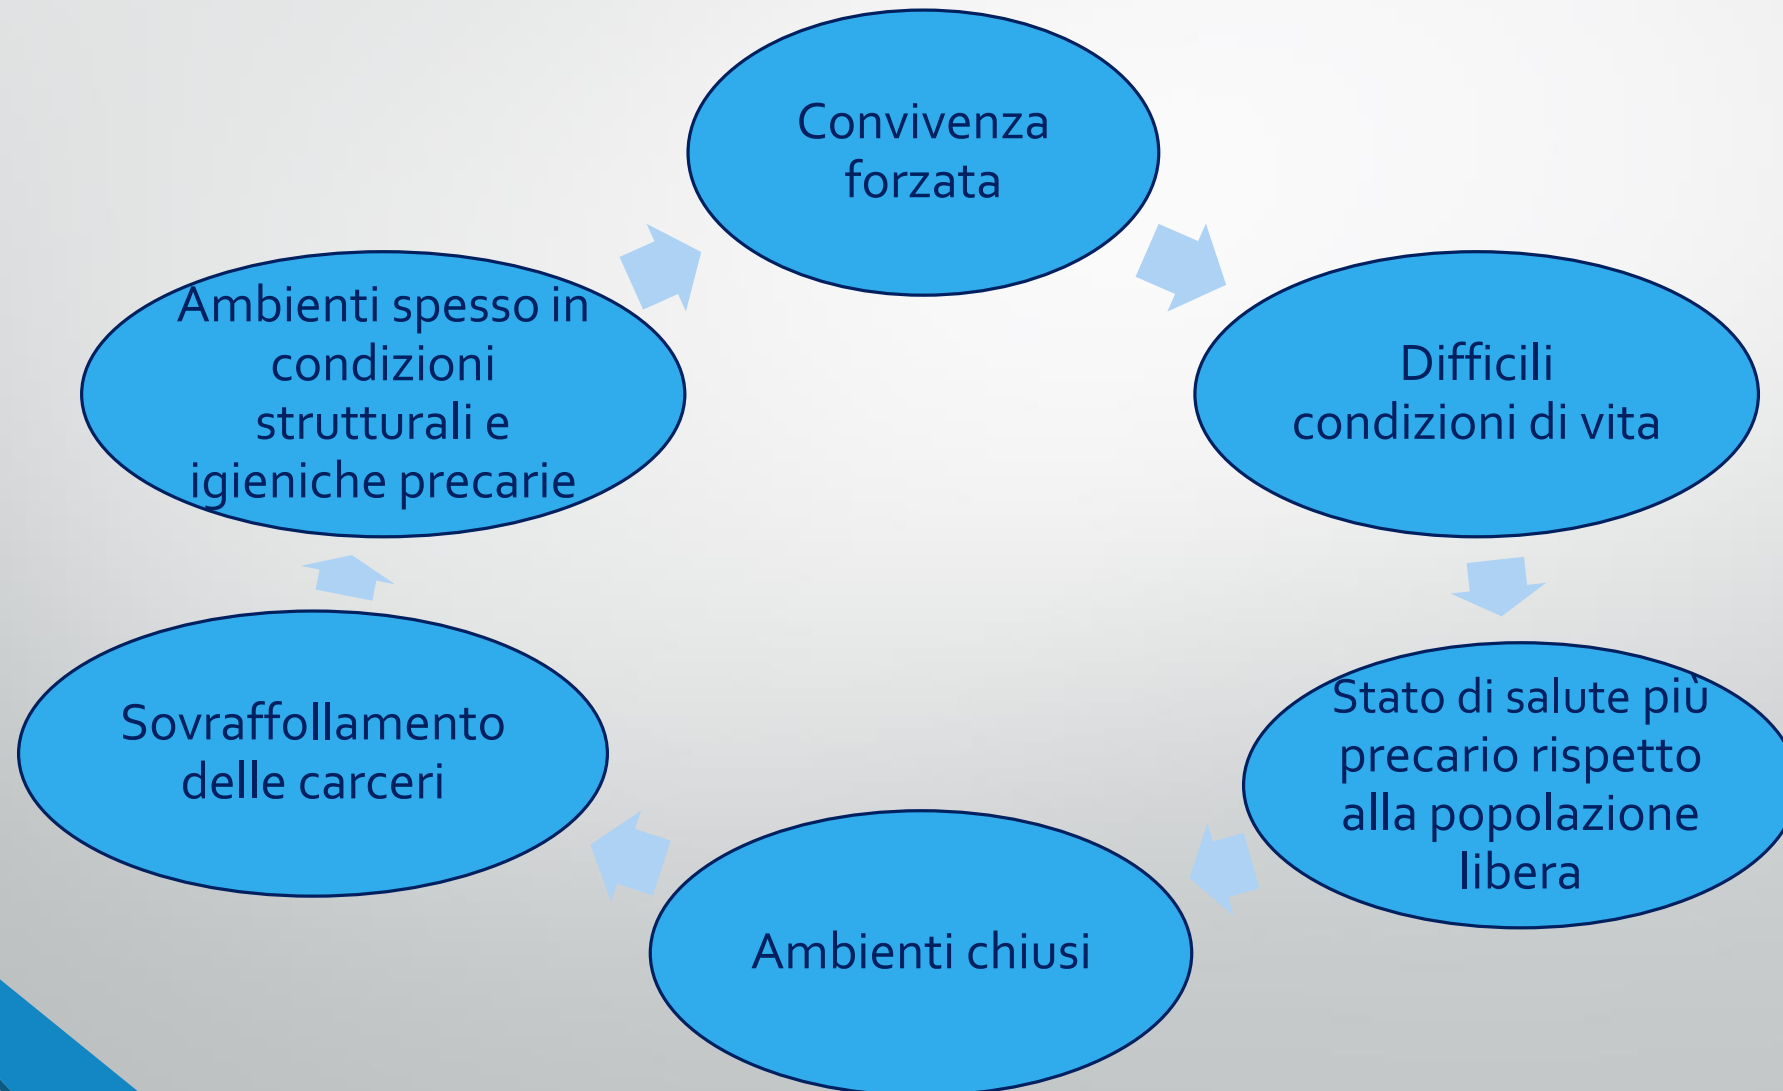 Convivenza
forzata
Difficili
condizioni di vita
Stato di salute più
precario rispetto
alla popolazione
libera
Ambienti chiusi
Sovraffollamento
delle carceri
Ambienti spesso in
condizioni
strutturali e
igieniche precarie